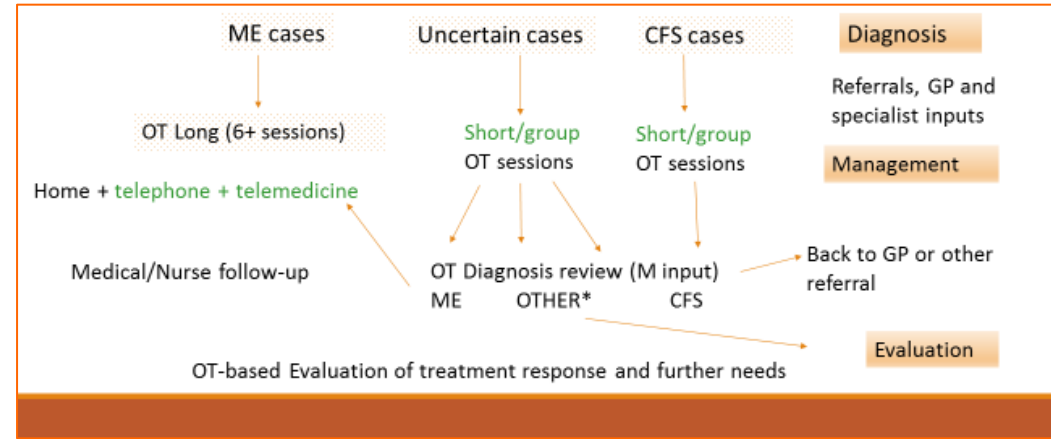 ME cases
Uncertain cases
CFS cases
Diagnosis
Referrals, GP and
specialist inputs
OT Long (6+ sessions)
Short/group
OT sessions
Short/group
OT sessions
Management
Home + telephone + telemedicine
Medical/Nurse follow-up
OT Diagnosis review (M input)
ME OTHER* CFS
Back to GP or other
referral
Evaluation
OT-based Evaluation of treatment response and further needs